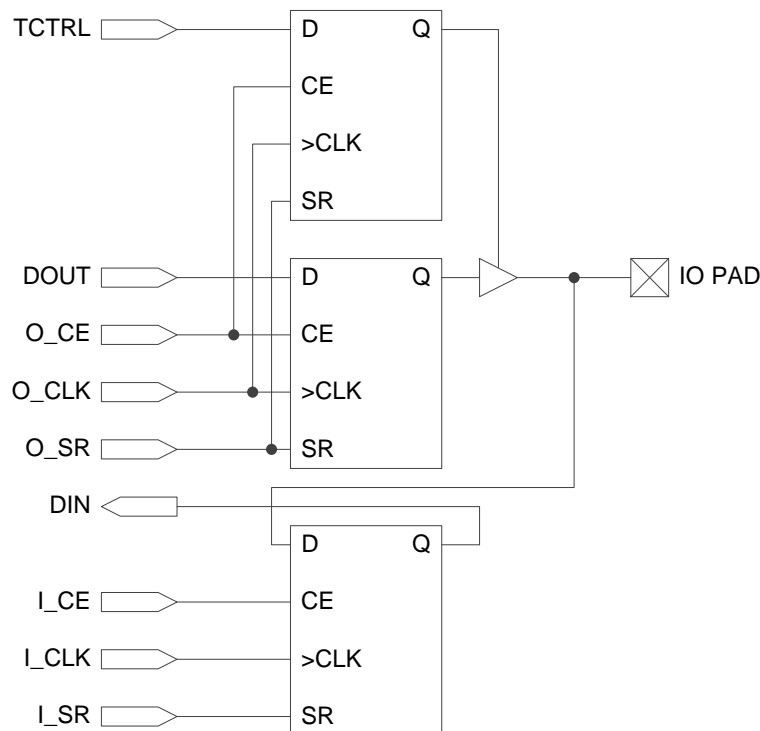 TCTRL D Q
CE
>CLK
SR
DOUT D Q IO PAD
O_CE CE
O_CLK >CLK
O_SR SR
DIN
D Q
I_CE CE
I_CLK >CLK
I_SR SR